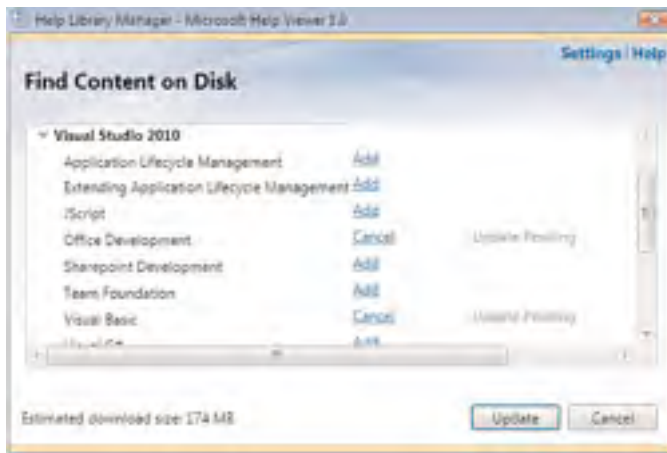 Help Library Manager - Microsoft Help Viewer 1.0
Settings | Help
Find Content on Disk
Visual Studio 2010
Application Lifecycle Management Add
Extending Application Lifecycle Management Add
JScript Add
Office Development Cancel Update Pending
Sharepoint Development Add
Team Foundation Add
Visual Basic Cancel Update Pending
Visual C# Add
Estimated download size: 174 MB Update Cancel